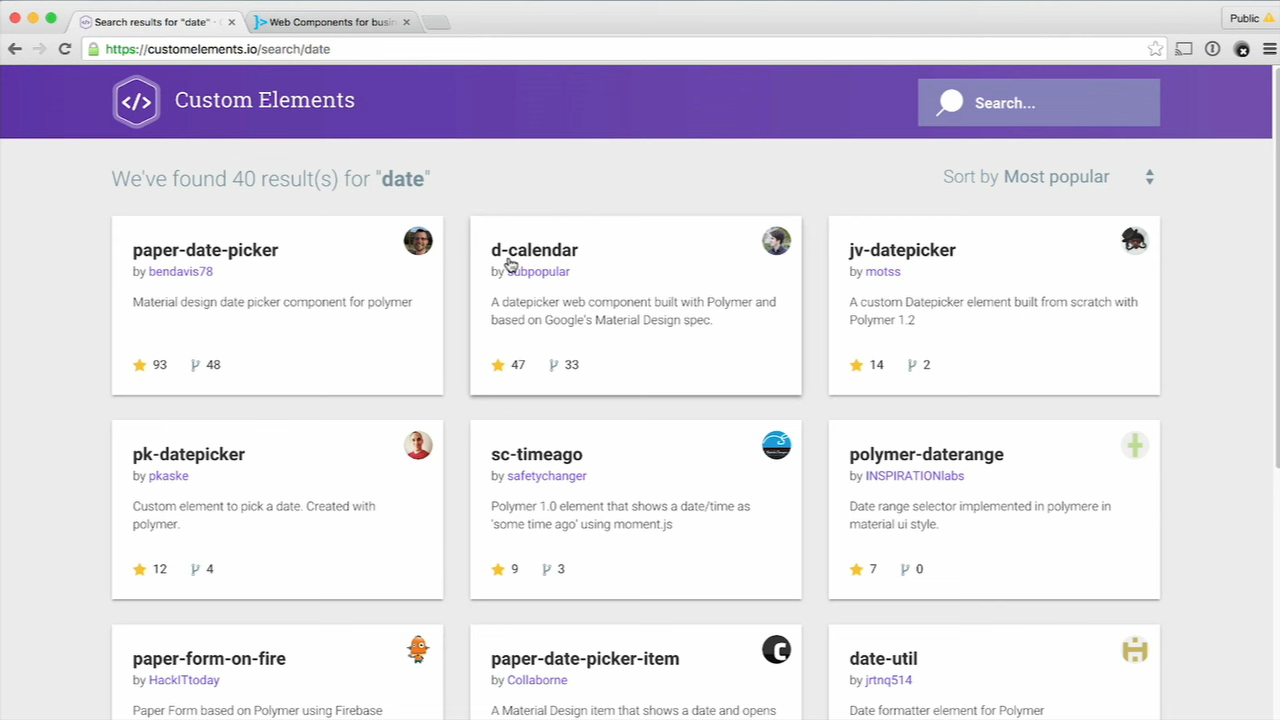 Search results for "date" ·
Web Components for busin
Public
https://customelements.io/search/date
</> Custom Elements
Search...
We've found 40 result(s) for "date"
Sort by Most popular
paper-date-picker
by bendavis78
Material design date picker component for polymer
93 48
d-calendar
by subpopular
A datepicker web component built with Polymer and
based on Google's Material Design spec.
47 33
jv-datepicker
by motss
A custom Datepicker element built from scratch with
Polymer 1.2
14 2
pk-datepicker
by pkaske
Custom element to pick a date. Created with
polymer.
12 4
sc-timeago
by safetychanger
Polymer 1.0 element that shows a date/time as
'some time ago' using moment.js
9 3
polymer-daterange
by INSPIRATIONlabs
Date range selector implemented in polymere in
material ui style.
7 0
paper-form-on-fire
by HackITtoday
Paper Form based on Polymer using Firebase
paper-date-picker-item
by Collaborne
A Material Design item that shows a date and opens
date-util
by jrtnq514
Date formatter element for Polymer